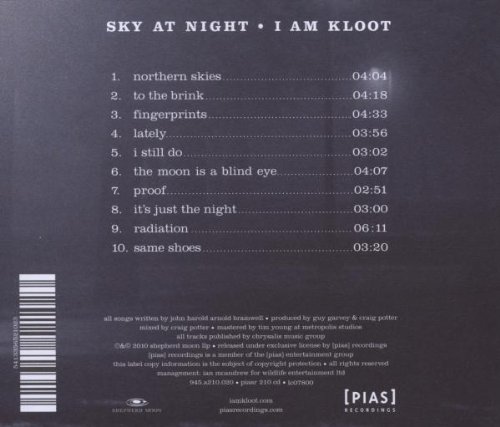 SKY AT NIGHT • I AM KLOOT
1. northern skies 04:04
2. to the brink 04:18
3. fingerprints 04:33
4. lately 03:56
5. i still do 03:02
6. the moon is a blind eye 04:07
7. proof 02:51
8. it's just the night 03:00
9. radiation 06:11
10. same shoes 03:20
all songs written by john harold arnold bramwell • produced by guy garvey & craig potter
mixed by craig potter • mastered by tim young at metropolis studios
all tracks published by chrysalis music group
℗&© 2010 shepherd moon llp • released under exclusive license by [pias] recordings
[pias] recordings is a member of the [pias] entertainment group
this label copy information is the subject of copyright protection • all rights reserved
management: ian mcandrew for wildlife entertainment ltd
945.a210.020 • piasr 210 cd • lc07800
SHEPHERD MOON
iamkloot.com
piasrecordings.com
[PIAS]
RECORDINGS